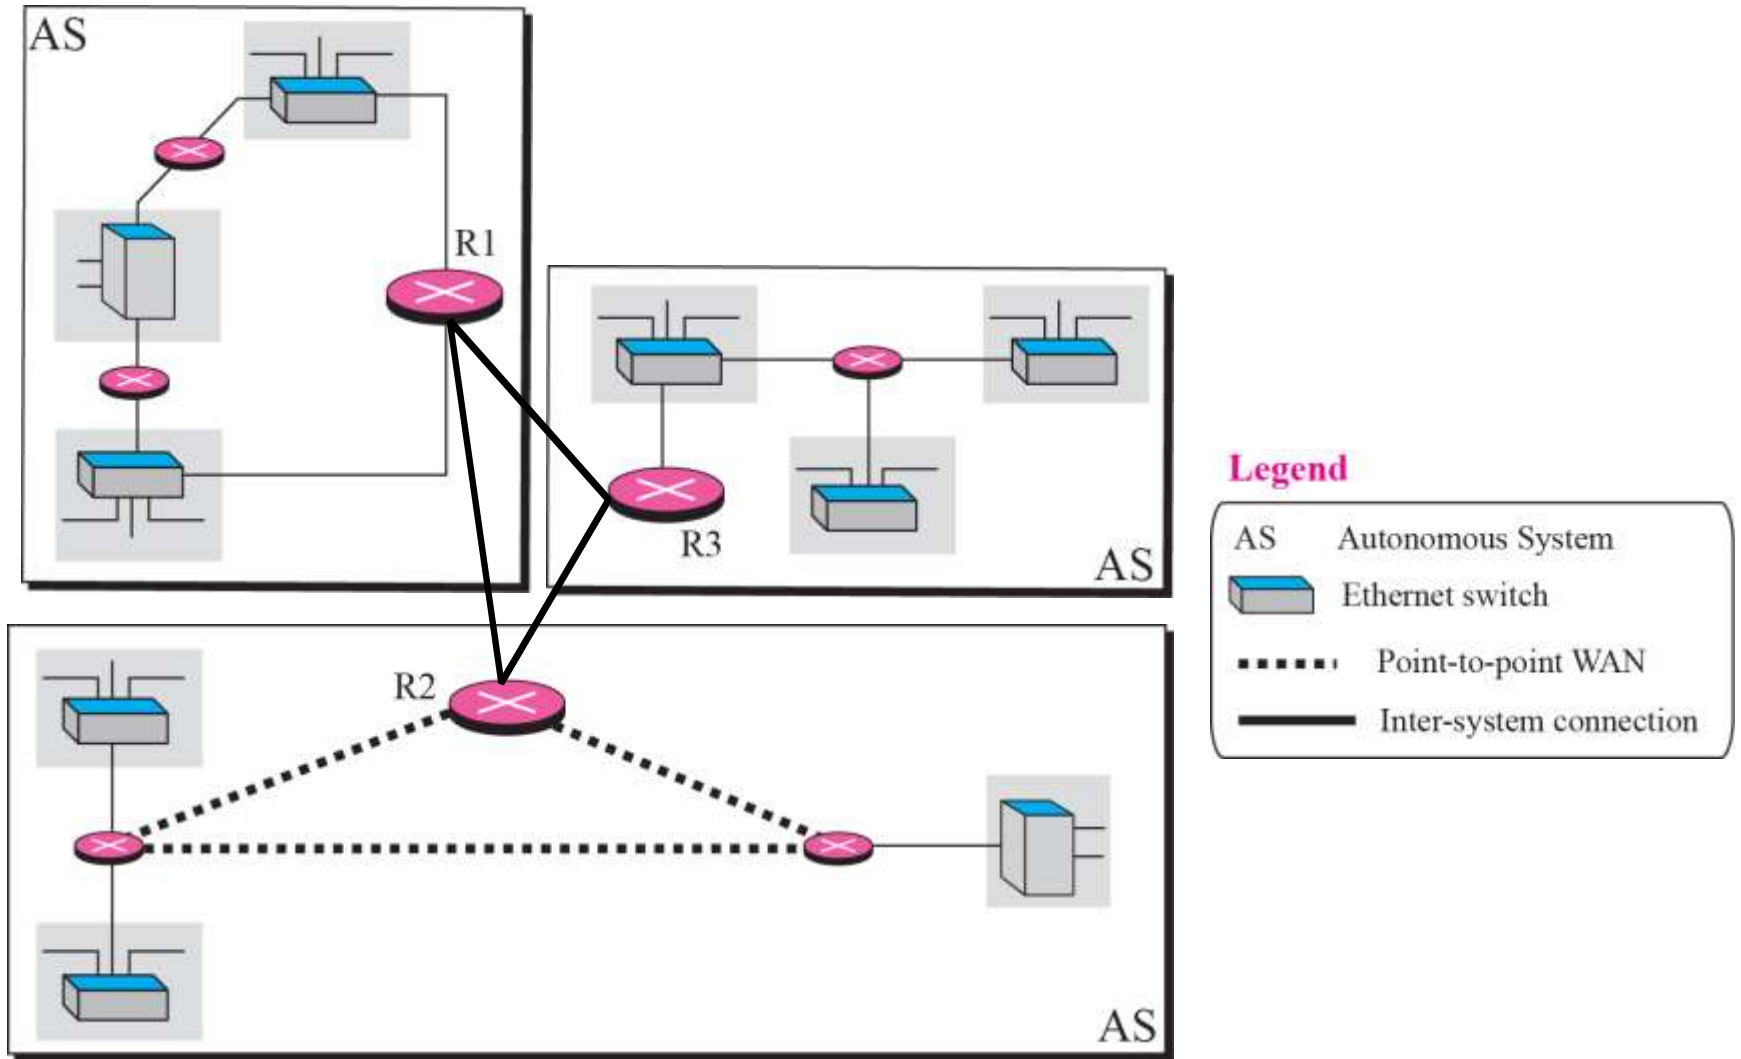 AS
R1
R3
AS
R2
AS
Legend
AS Autonomous System
Ethernet switch
Point-to-point WAN
Inter-system connection